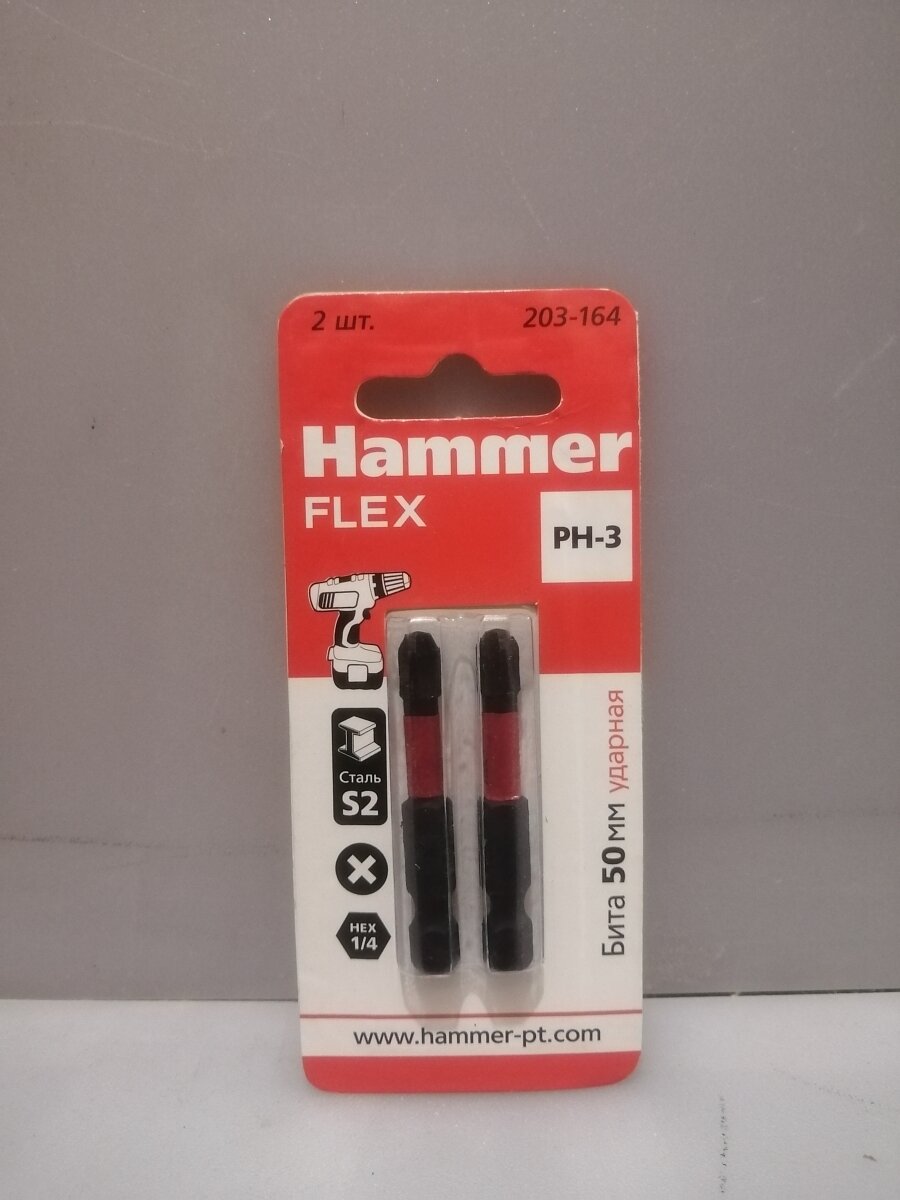 2 шт.
203-164
Hammer
FLEX
PH-3
Сталь
S2
HEX
1/4
Бита 50мм ударная
www.hammer-pt.com